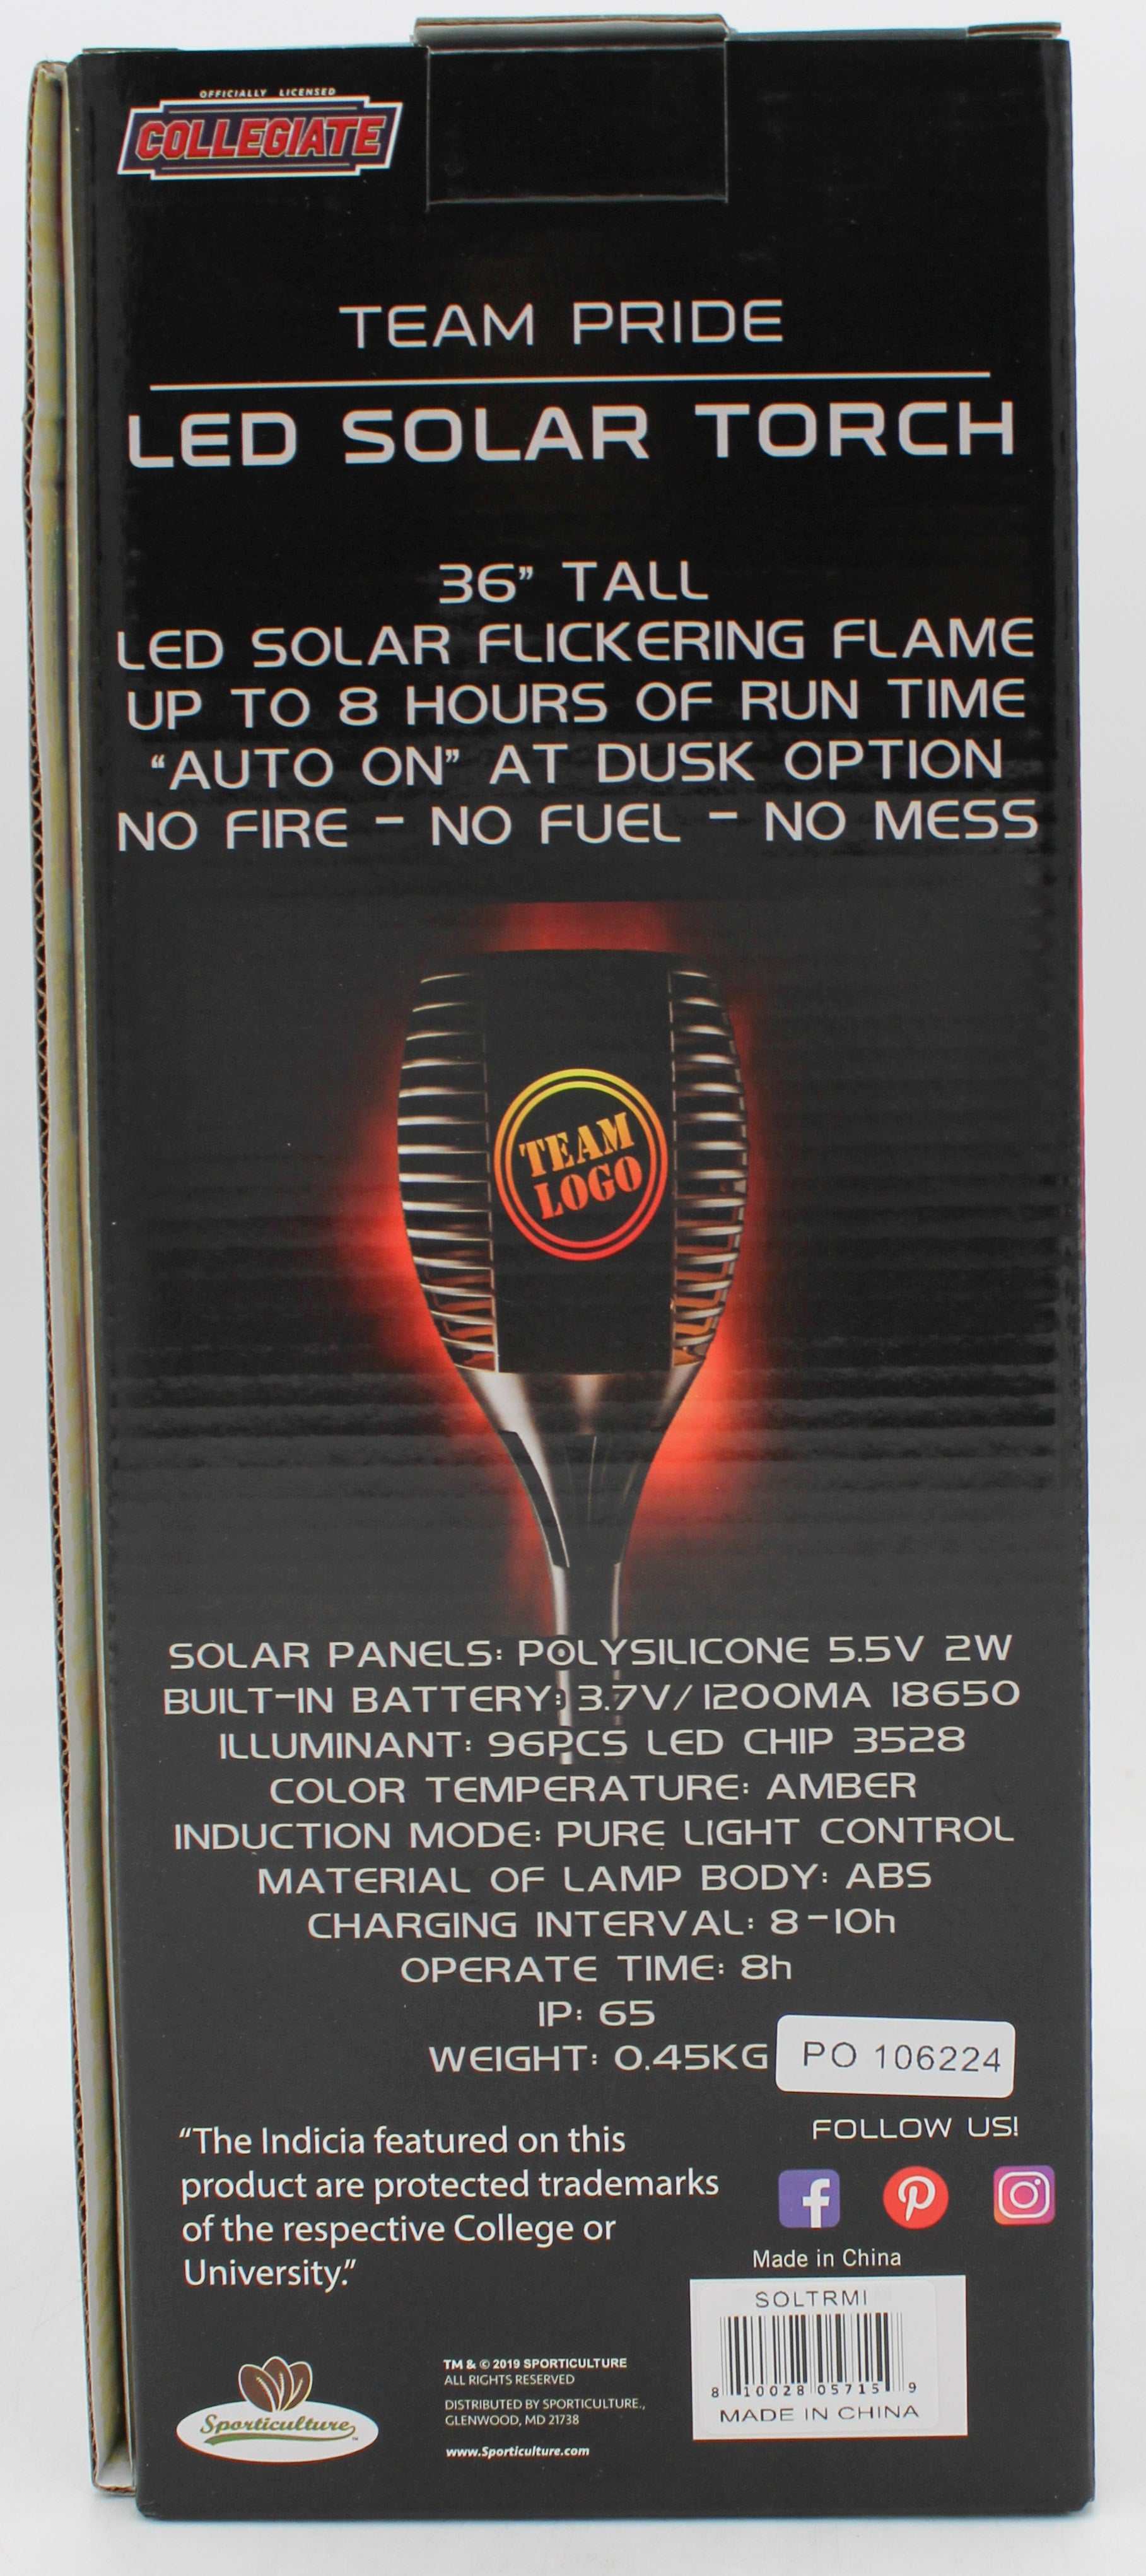 OFFICIALLY LICENSED
COLLEGIATE
TEAM PRIDE
LED SOLAR TORCH
36” TALL
LED SOLAR FLICKERING FLAME
UP TO 8 HOURS OF RUN TIME
“AUTO ON” AT DUSK OPTION
NO FIRE - NO FUEL - NO MESS
TEAM
LOGO
SOLAR PANELS: POLYSILICONE 5.5V 2W
BUILT-IN BATTERY: 3.7V/1200MA 18650
ILLUMINANT: 96PCS LED CHIP 3528
COLOR TEMPERATURE: AMBER
INDUCTION MODE: PURE LIGHT CONTROL
MATERIAL OF LAMP BODY: ABS
CHARGING INTERVAL: 8-10h
OPERATE TIME: 8h
IP: 65
WEIGHT: 0.45KG
PO 106224
“The Indicia featured on this
product are protected trademarks
of the respective College or
University.”
FOLLOW US!
Made in China
SOLTRMI
8 10028 05715 9
MADE IN CHINA
Sporticulture™
TM & © 2019 SPORTICULTURE
ALL RIGHTS RESERVED
DISTRIBUTED BY SPORTICULTURE.,
GLENWOOD, MD 21738
www.Sporticulture.com